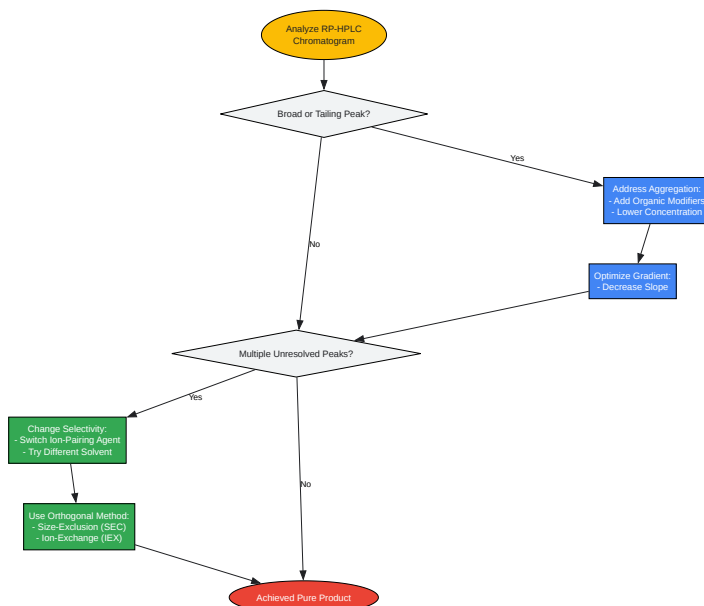 Analyze RP-HPLC
Chromatogram
Broad or Tailing Peak?
Yes
Address Aggregation:
- Add Organic Modifiers
- Lower Concentration
No
Optimize Gradient:
- Decrease Slope
Multiple Unresolved Peaks?
Yes
Change Selectivity:
- Switch Ion-Pairing Agent
- Try Different Solvent
No
Use Orthogonal Method:
- Size-Exclusion (SEC)
- Ion-Exchange (IEX)
Achieved Pure Product